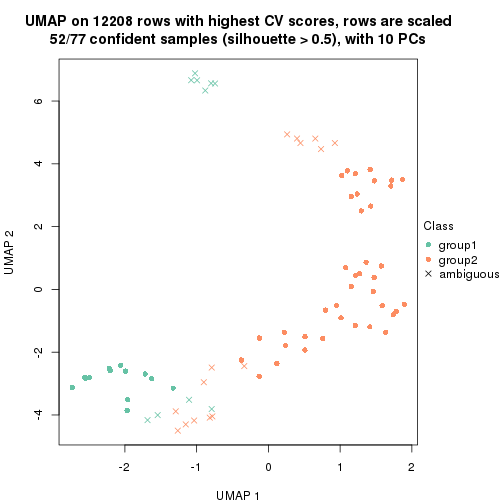 UMAP on 12208 rows with highest CV scores, rows are scaled
52/77 confident samples (silhouette > 0.5), with 10 PCs
6
4
2
0
-2
-4
UMAP 2
-2
-1
0
1
2
UMAP 1
Class
group1
group2
ambiguous